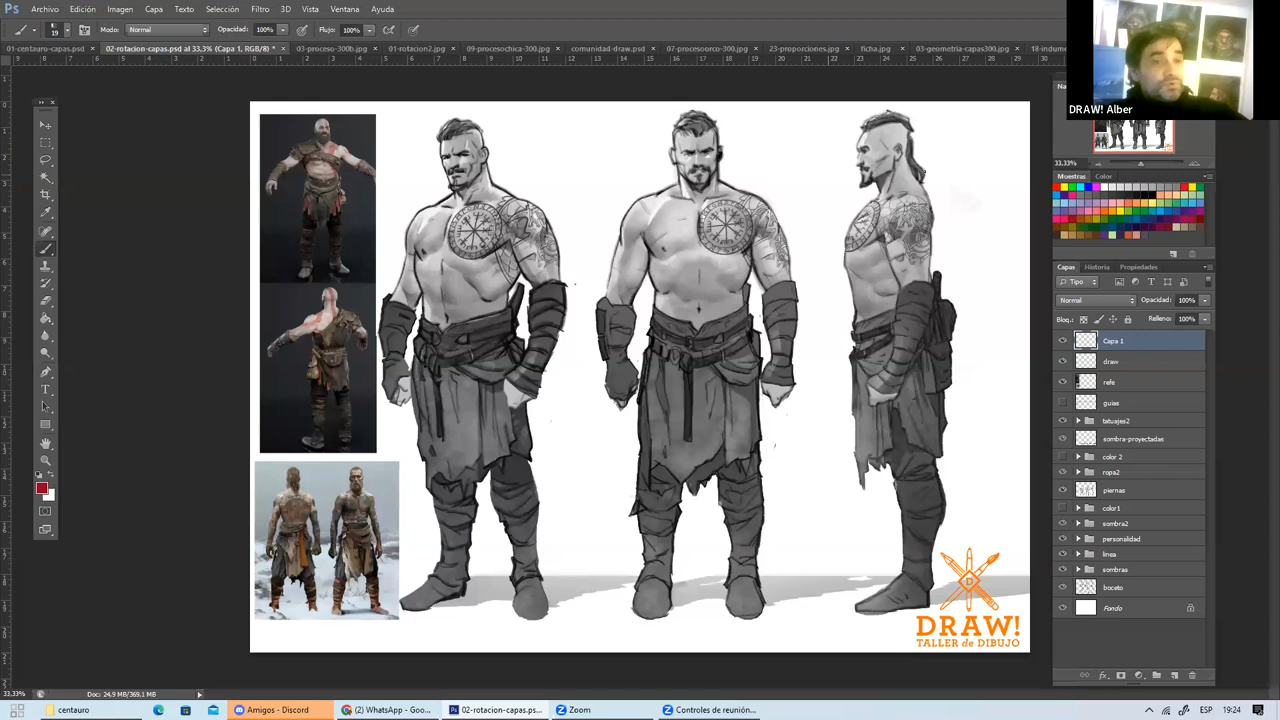 Ps Archivo Edición Imagen Capa Texto Selección Filtro 3D Vista Ventana Ayuda
19 Modo: Normal Opacidad: 100% Flujo: 100%
01-centauro-capas.psd × 02-rotacion-capas.psd al 33,3% (Capa 1, RGB/8) * × 03-proceso-300b.jpg × 01-rotacion2.jpg × 09-procesochica-300.jpg × comunidad-draw.psd × 07-procesoorco-300.jpg × 23-proporciones.jpg × ficha.jpg × 03-geometria-capas300.jpg ×
DRAW! Alber
33,33%
Muestras Color
Capas Historia Propiedades
Tipo
Normal Opacidad: 100%
Bloq.: Relleno: 100%
Capa 1
draw
refe
guias
tatuajes2
sombra-proyectadas
color 2
ropa2
piernas
color1
sombra2
personalidad
linea
sombras
boceto
Fondo
D
DRAW!
TALLER de DIBUJO
33,33% Doc: 24,9 MB/369,1 MB
centauro Amigos - Discord (2) WhatsApp - Goo... 02-rotacion-capas.ps... Zoom Controles de reunión... ESP 19:24